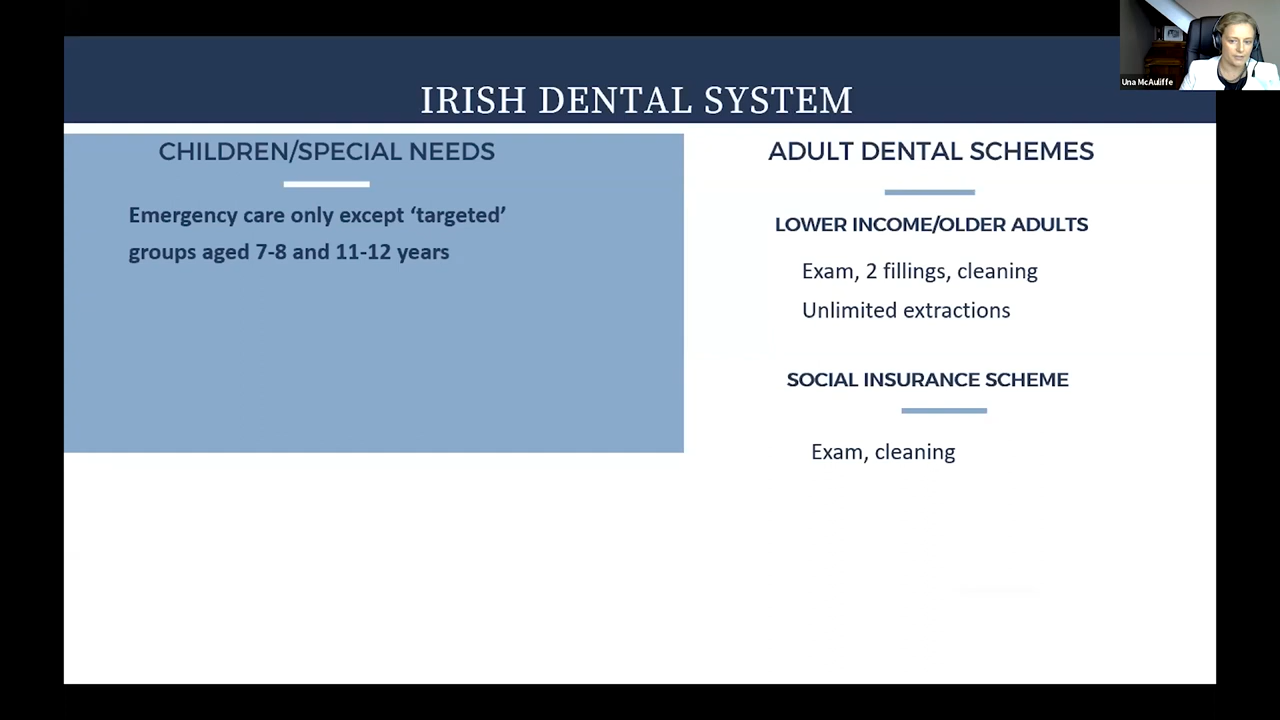 IRISH DENTAL SYSTEM
Una McAuliffe
CHILDREN/SPECIAL NEEDS
Emergency care only except ‘targeted’
groups aged 7-8 and 11-12 years
ADULT DENTAL SCHEMES
LOWER INCOME/OLDER ADULTS
Exam, 2 fillings, cleaning
Unlimited extractions
SOCIAL INSURANCE SCHEME
Exam, cleaning